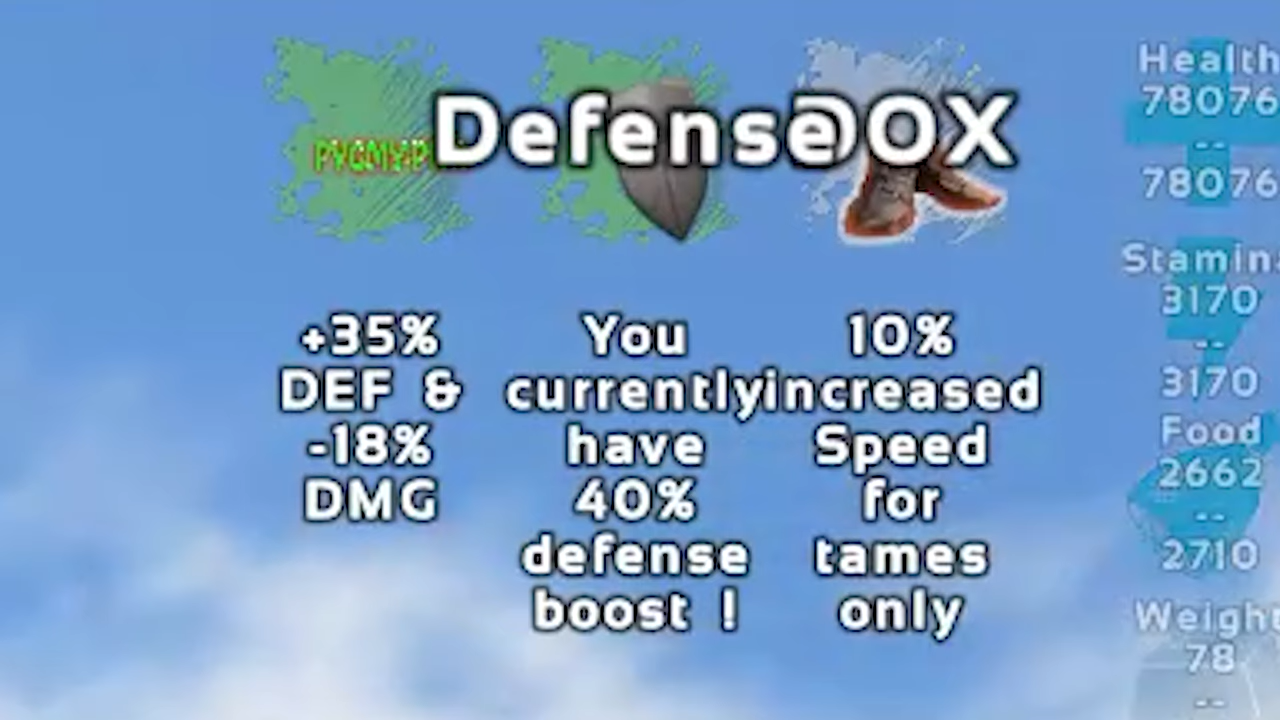 Defense
OX
+35%
DEF &
-18%
DMG
You
currently
have
40%
defense
boost !
10%
increased
Speed
for
tames
only
Health
78076
--
78076
Stamina
3170
--
3170
Food
2662
--
2710
Weight
78
--